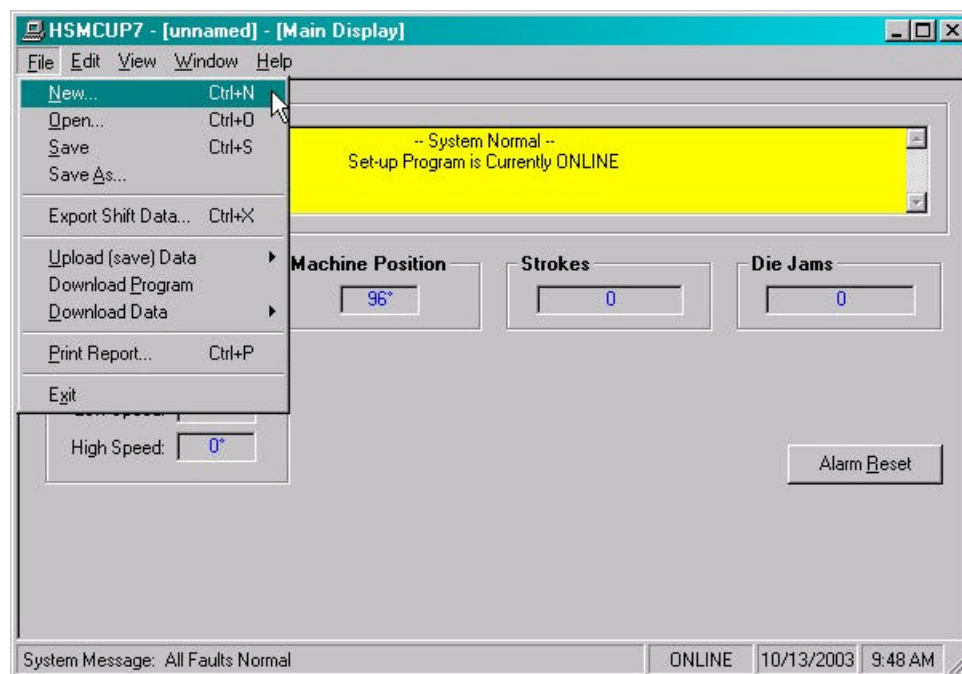 HSMCUP7 - [unnamed] - [Main Display]
File Edit View Window Help
New... Ctrl+N
Open... Ctrl+O
Save Ctrl+S
Save As...
Export Shift Data... Ctrl+X
Upload (save) Data
Download Program
Download Data
Print Report... Ctrl+P
Exit
-- System Normal --
Set-up Program is Currently ONLINE
Machine Position Strokes Die Jams
96° 0 0
High Speed: 0°
Alarm Reset
System Message: All Faults Normal ONLINE 10/13/2003 9:48 AM